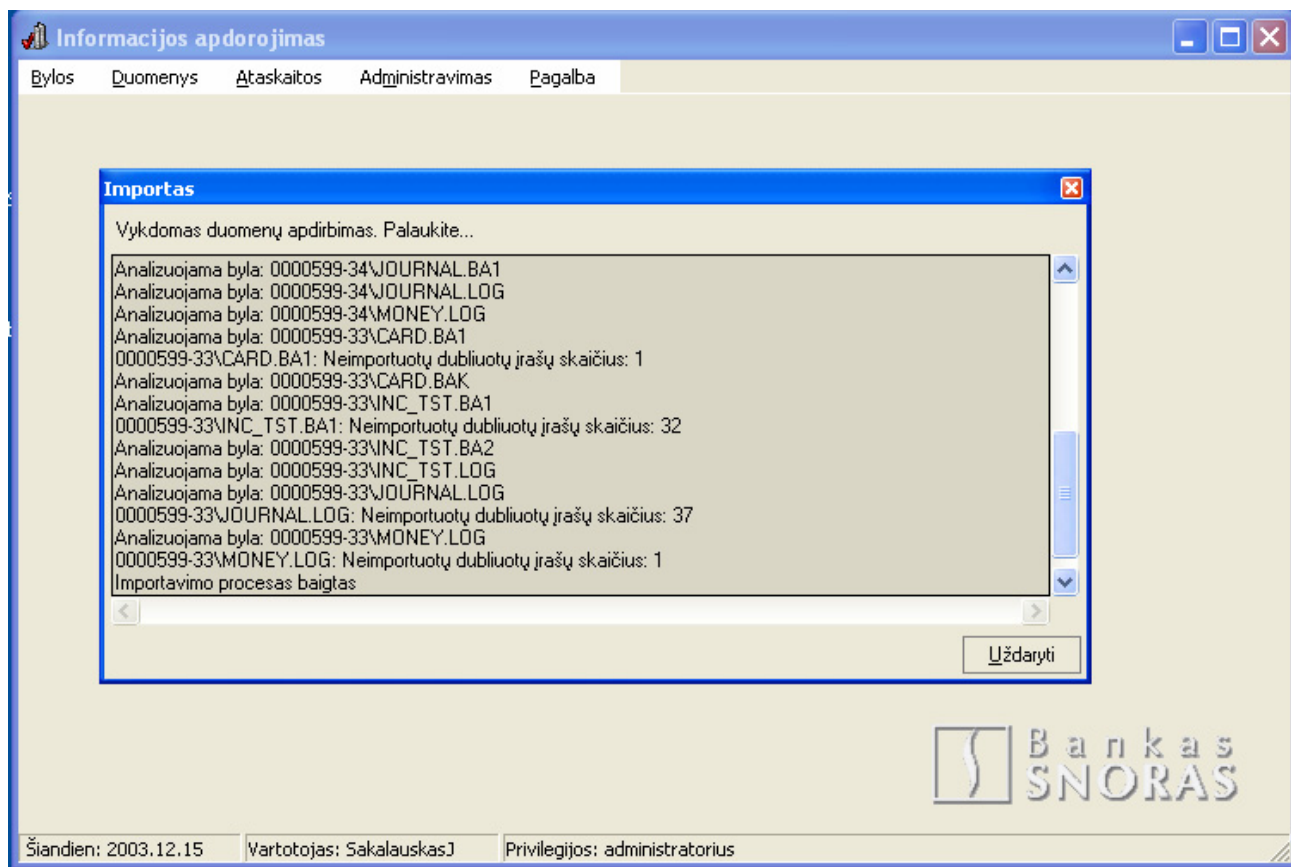 Informacijos apdorojimas
Bylos Duomenys Ataskaitos Administravimas Pagalba
Importas
Vykdomas duomenų apdirbimas. Palaukite...
Analizuojama byla: 0000599-34\JOURNAL.BA1
Analizuojama byla: 0000599-34\JOURNAL.LOG
Analizuojama byla: 0000599-34\MONEY.LOG
Analizuojama byla: 0000599-33\CARD.BA1
0000599-33\CARD.BA1: Neimportuotų dubliuotų įrašų skaičius: 1
Analizuojama byla: 0000599-33\CARD.BAK
Analizuojama byla: 0000599-33\INC_TST.BA1
0000599-33\INC_TST.BA1: Neimportuotų dubliuotų įrašų skaičius: 32
Analizuojama byla: 0000599-33\INC_TST.BA2
Analizuojama byla: 0000599-33\INC_TST.LOG
Analizuojama byla: 0000599-33\JOURNAL.LOG
0000599-33\JOURNAL.LOG: Neimportuotų dubliuotų įrašų skaičius: 37
Analizuojama byla: 0000599-33\MONEY.LOG
0000599-33\MONEY.LOG: Neimportuotų dubliuotų įrašų skaičius: 1
Importavimo procesas baigtas
Uždaryti
Bankas
SNORAS
Šiandien: 2003.12.15 Vartotojas: SakalauskasJ Privilegijos: administratorius